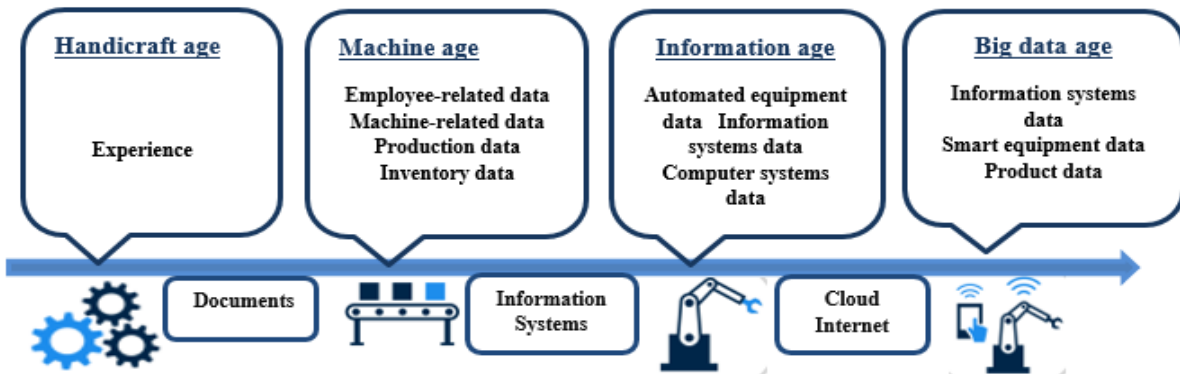 Handicraft age
Experience
Machine age
Employee-related data
Machine-related data
Production data
Inventory data
Information age
Automated equipment
data Information
systems data
Computer systems
data
Big data age
Information systems
data
Smart equipment data
Product data
Documents
Information
Systems
Cloud
Internet